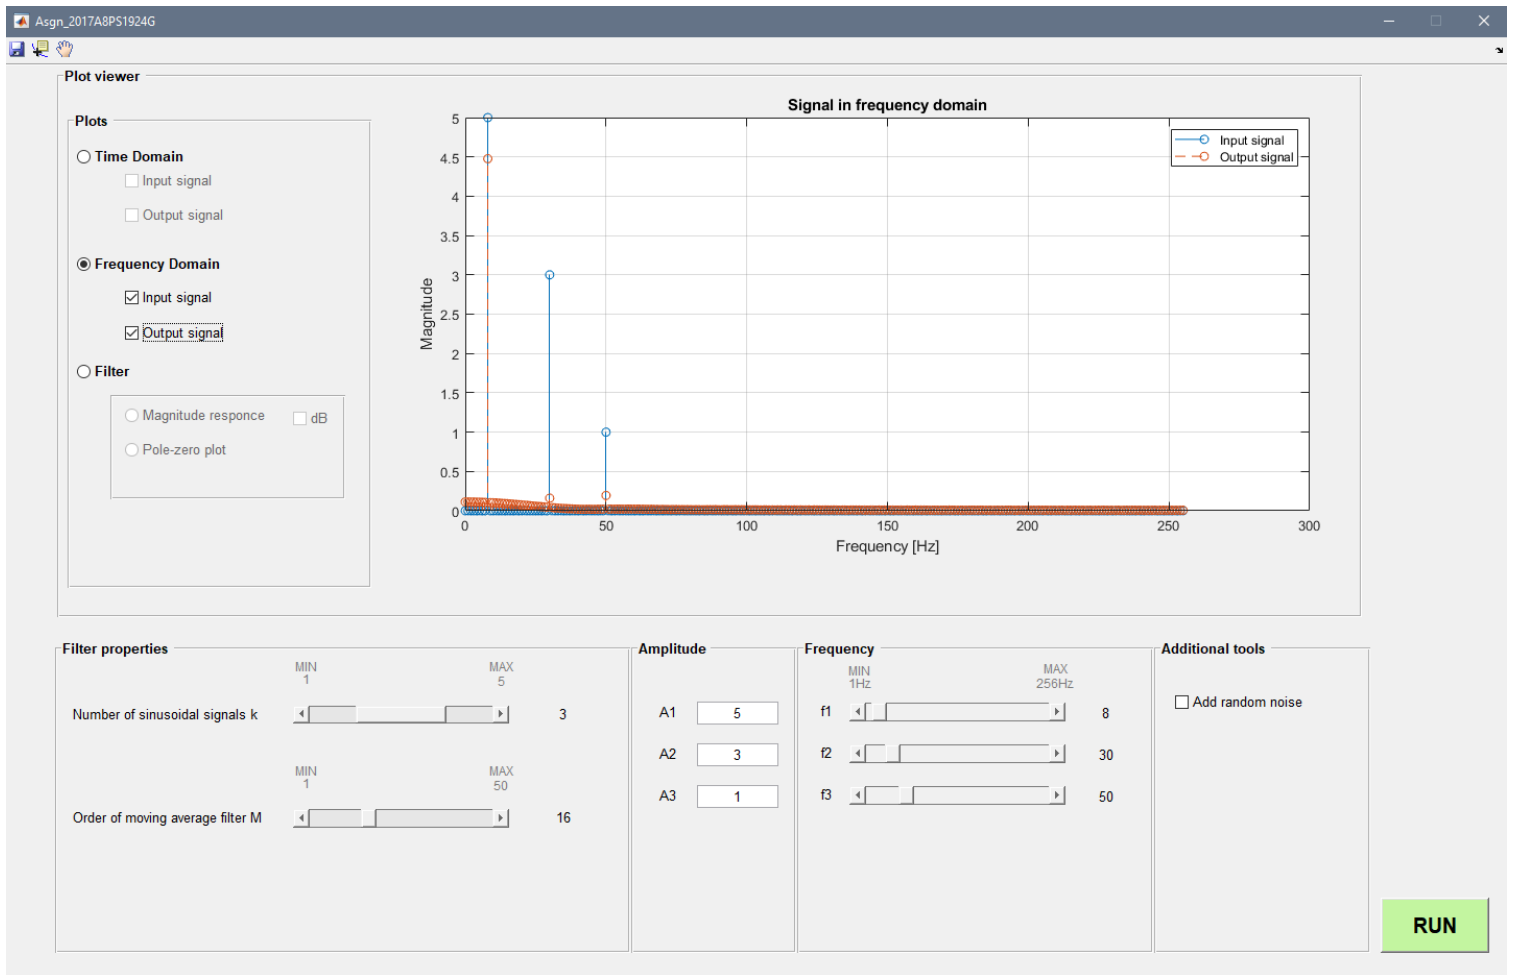 Asgn_2017A8PS1924G
Plot viewer
Plots
Time Domain
Input signal
Output signal
Frequency Domain
Input signal
Output signal
Filter
Magnitude responce
dB
Pole-zero plot
Signal in frequency domain
Input signal
Output signal
Magnitude
5
4.5
4
3.5
3
2.5
2
1.5
1
0.5
0
0 50 100 150 200 250 300
Frequency [Hz]
Filter properties
MIN MAX
1 5
Number of sinusoidal signals k 3
MIN MAX
1 50
Order of moving average filter M 16
Amplitude
A1 5
A2 3
A3 1
Frequency
MIN MAX
1Hz 256Hz
f1 8
f2 30
f3 50
Additional tools
Add random noise
RUN